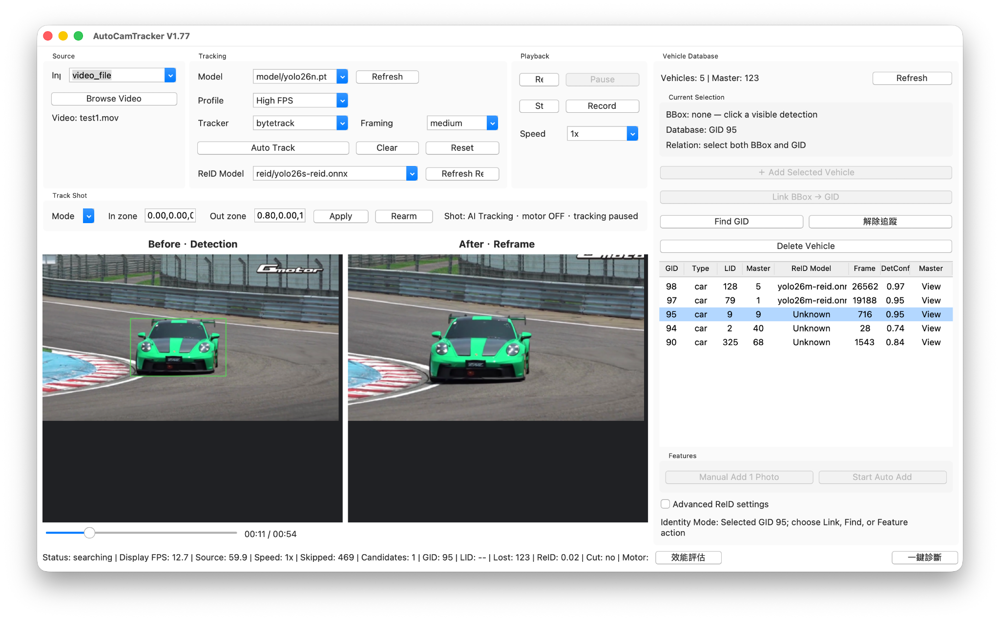 AutoCamTracker V1.77
Source
video_file
Browse Video
Video: test1.mov
Tracking
Model
model/yolo26n.pt
Refresh
Profile
High FPS
Tracker
bytetrack
Framing
medium
Auto Track
Clear
Reset
ReID Model
reid/yolo26s-reid.onnx
Refresh Re
Playback
Re
Pause
St
Record
Speed
1x
Track Shot
Mode
In zone
0.00,0.00,0
Out zone
0.80,0.00,1
Apply
Rearm
Shot: AI Tracking · motor OFF · tracking paused
Before · Detection
Gmotor
After · Reframe
00:11 / 00:54
Vehicle Database
Vehicles: 5 | Master: 123
Refresh
Current Selection
BBox: none — click a visible detection
Database: GID 95
Relation: select both BBox and GID
+ Add Selected Vehicle
Link BBox → GID
Find GID
解除追蹤
Delete Vehicle
GID Type LID Master ReID Model Frame DetConf Master
98 car 128 5 yolo26m-reid.onn 26562 0.97 View
97 car 79 1 yolo26m-reid.onn 19188 0.95 View
95 car 9 9 Unknown 716 0.95 View
94 car 2 40 Unknown 28 0.74 View
90 car 325 68 Unknown 1543 0.84 View
Features
Manual Add 1 Photo
Start Auto Add
Advanced ReID settings
Identity Mode: Selected GID 95; choose Link, Find, or Feature
action
Status: searching | Display FPS: 12.7 | Source: 59.9 | Speed: 1x | Skipped: 469 | Candidates: 1 | GID: 95 | LID: -- | Lost: 123 | ReID: 0.02 | Cut: no | Motor:
效能評估
一鍵診斷